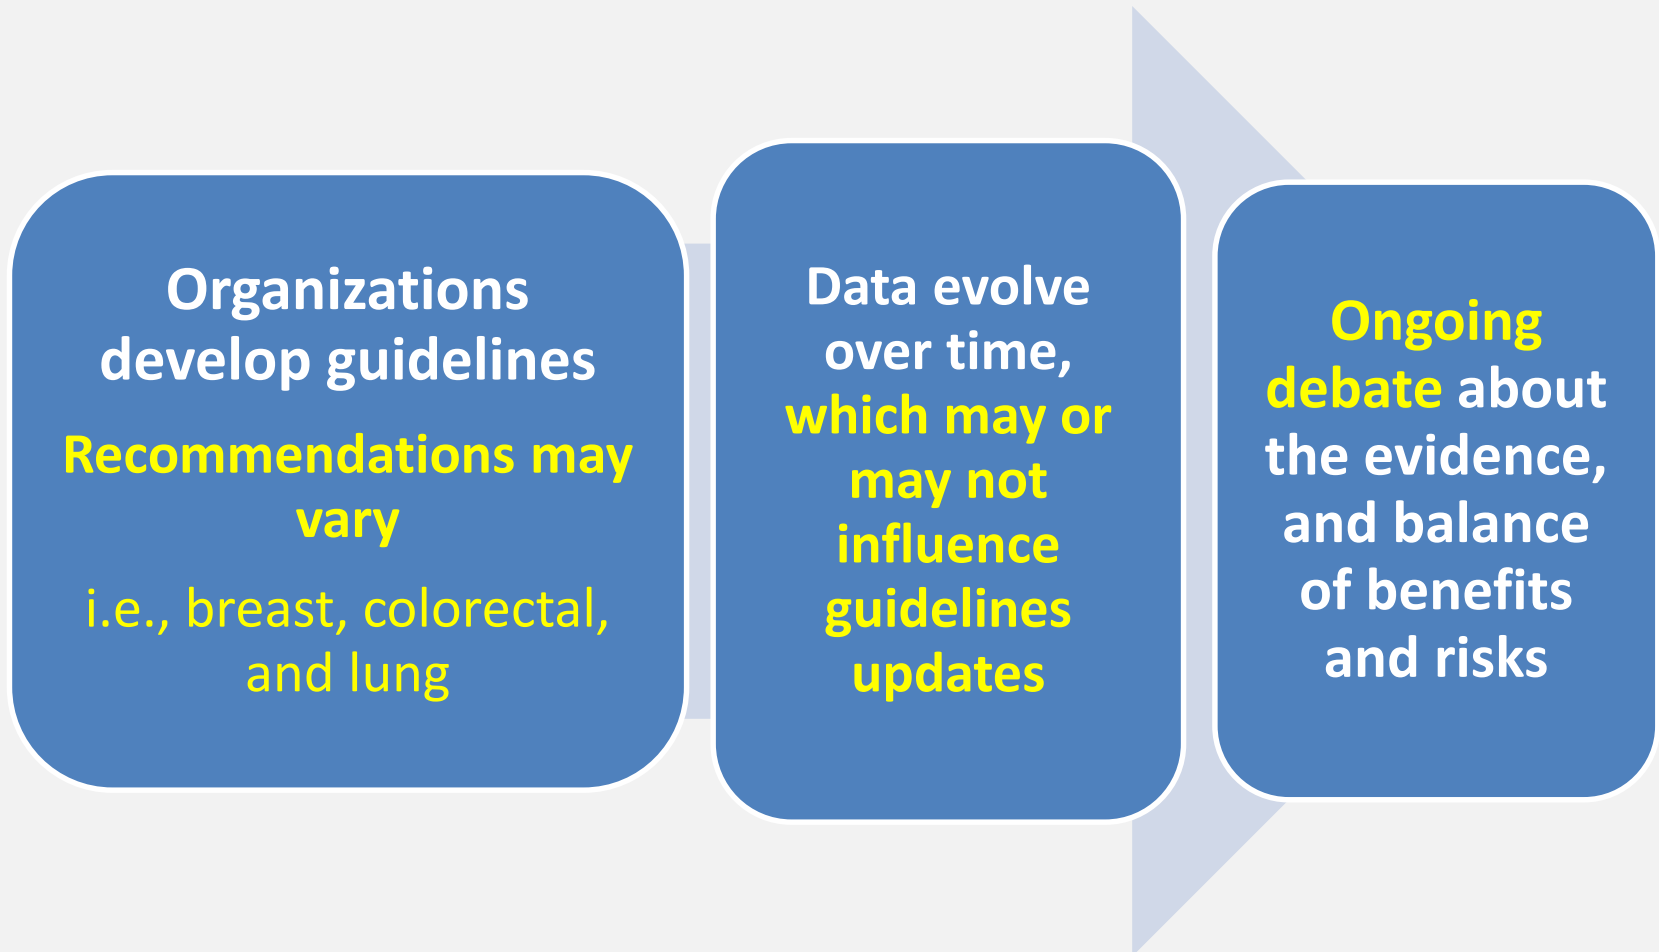 Organizations
develop guidelines
Recommendations may
vary
i.e., breast, colorectal,
and lung
Data evolve
over time,
which may or
may not
influence
guidelines
updates
Ongoing
debate about
the evidence,
and balance
of benefits
and risks